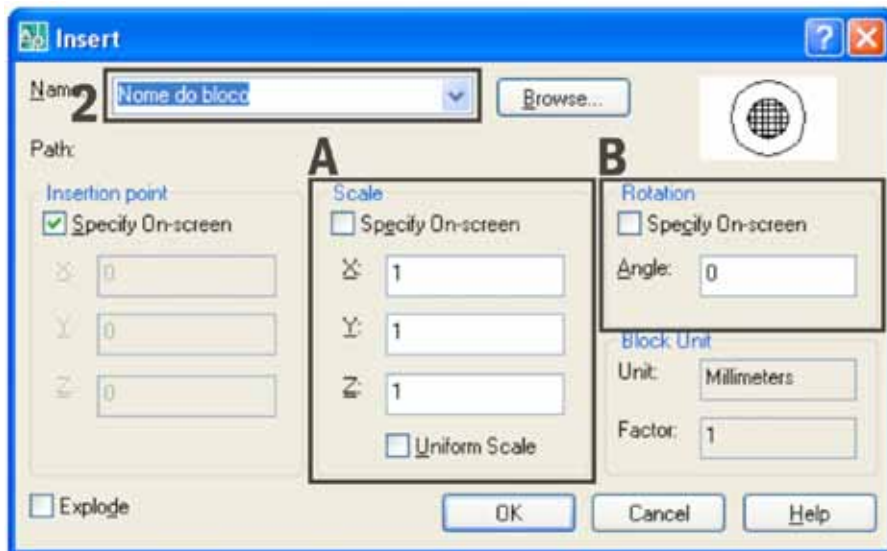 Insert
Name:
2
Nome do bloco
Browse...
Path:
A
B
Insertion point
Specify On-screen
X: 0
Y: 0
Z: 0
Scale
Specify On-screen
X: 1
Y: 1
Z: 1
Uniform Scale
Rotation
Specify On-screen
Angle: 0
Block Unit
Unit: Millimeters
Factor: 1
Explode
OK
Cancel
Help